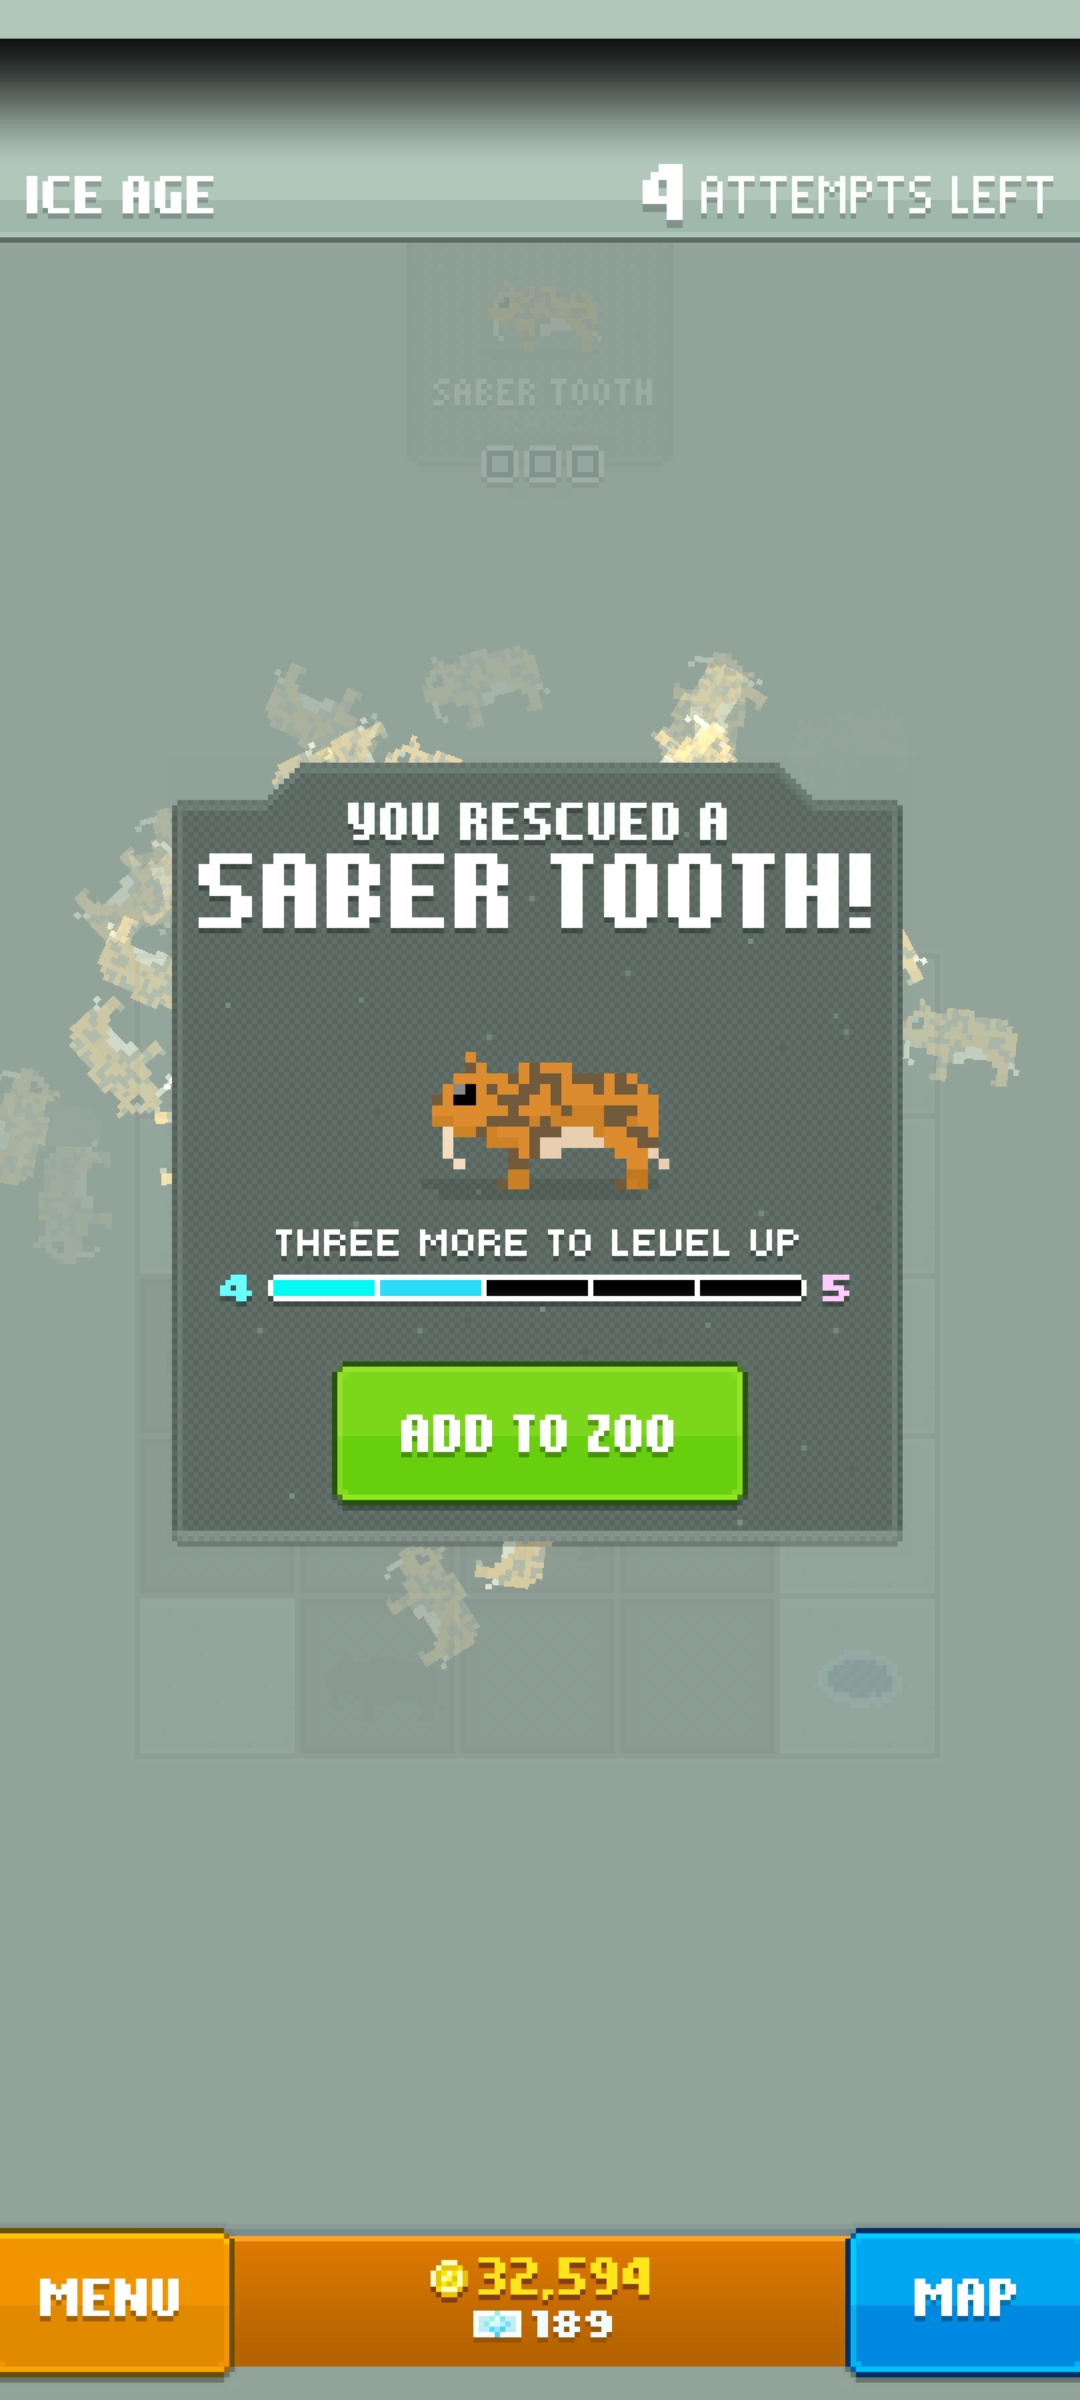 ICE AGE
4 ATTEMPTS LEFT
SABER TOOTH
RARE
YOU RESCUED A
SABER TOOTH!
THREE MORE TO LEVEL UP
4 5
ADD TO ZOO
MENU
32,594
189
MAP